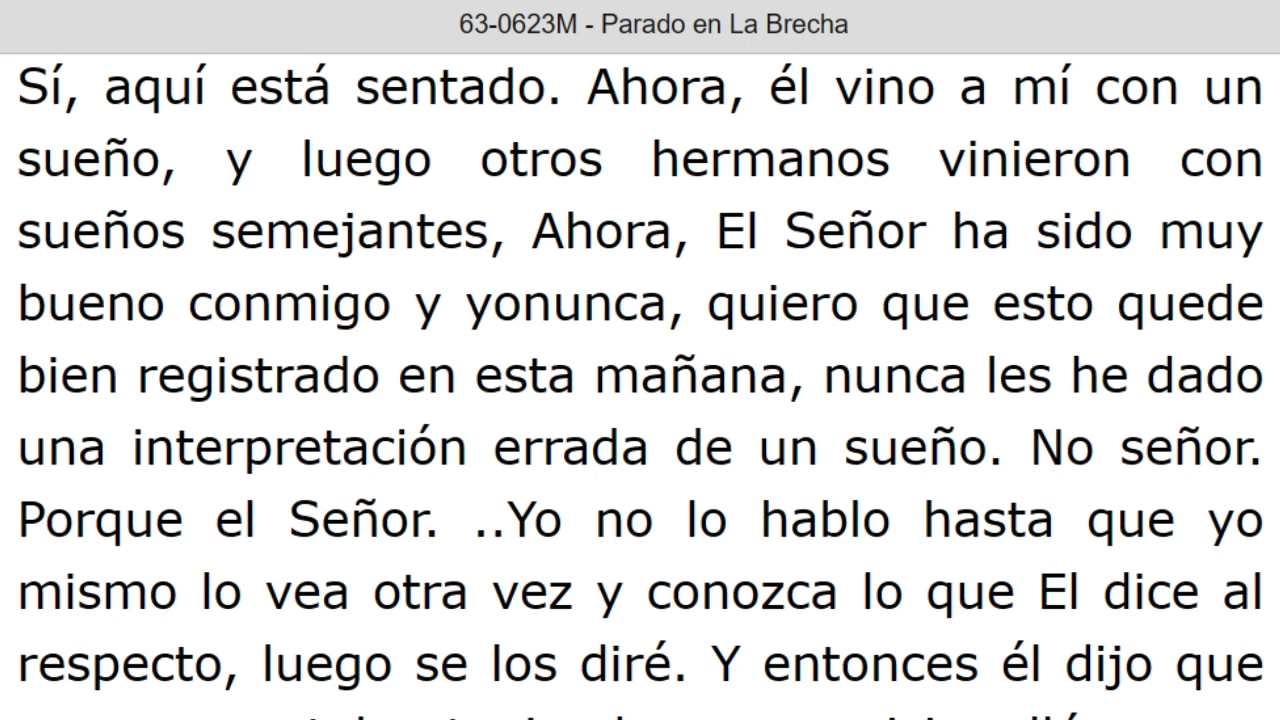 63-0623M - Parado en La Brecha
Sí, aquí está sentado. Ahora, él vino a mí con un
sueño, y luego otros hermanos vinieron con
sueños semejantes, Ahora, El Señor ha sido muy
bueno conmigo y yonunca, quiero que esto quede
bien registrado en esta mañana, nunca les he dado
una interpretación errada de un sueño. No señor.
Porque el Señor. ..Yo no lo hablo hasta que yo
mismo lo vea otra vez y conozca lo que El dice al
respecto, luego se los diré. Y entonces él dijo que